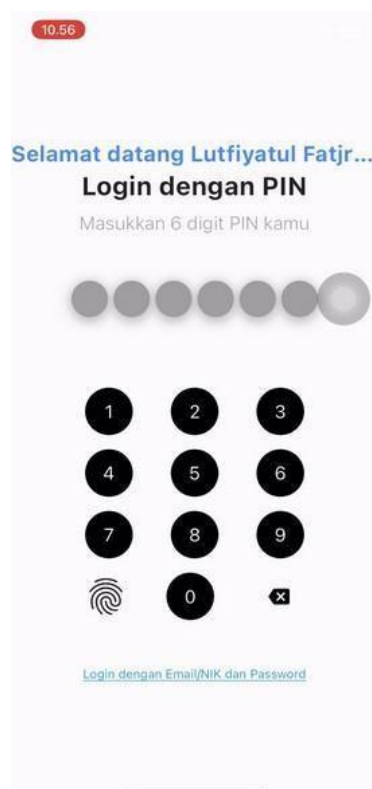 10.56
Selamat datang Lutfiyatul Fatjr...
Login dengan PIN
Masukkan 6 digit PIN kamu
1 2 3
4 5 6
7 8 9
0
Login dengan Email/NIK dan Password